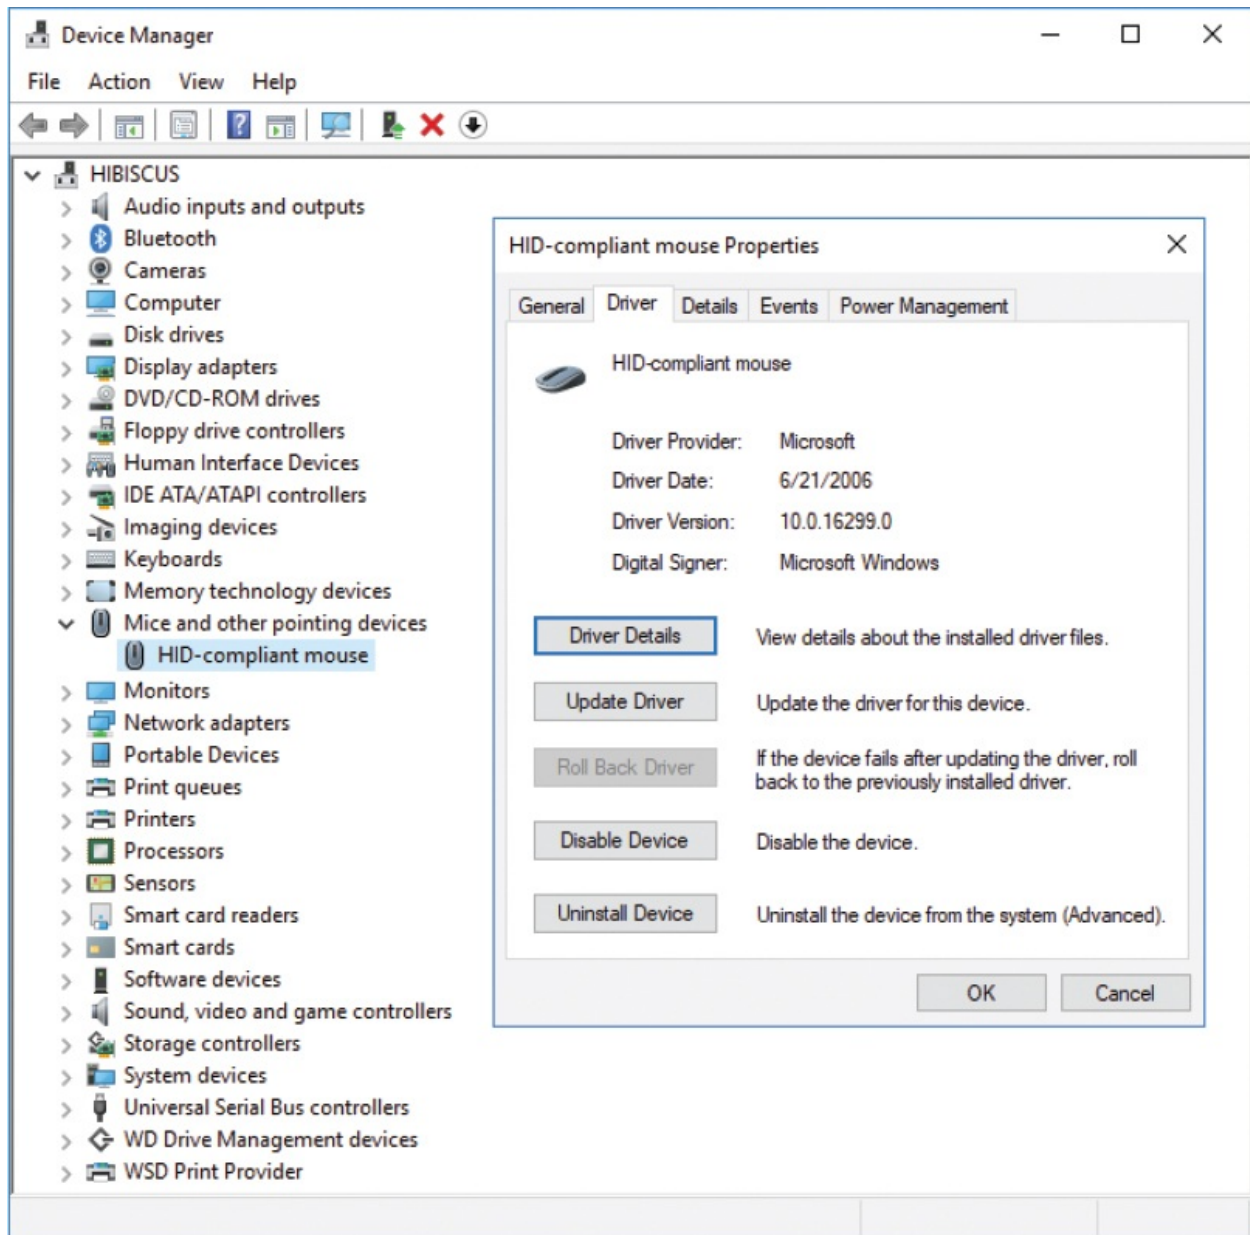 Device Manager
File Action View Help
HIBISCUS
Audio inputs and outputs
Bluetooth
Cameras
Computer
Disk drives
Display adapters
DVD/CD-ROM drives
Floppy drive controllers
Human Interface Devices
IDE ATA/ATAPI controllers
Imaging devices
Keyboards
Memory technology devices
Mice and other pointing devices
HID-compliant mouse
Monitors
Network adapters
Portable Devices
Print queues
Printers
Processors
Sensors
Smart card readers
Smart cards
Software devices
Sound, video and game controllers
Storage controllers
System devices
Universal Serial Bus controllers
WD Drive Management devices
WSD Print Provider
HID-compliant mouse Properties
General Driver Details Events Power Management
HID-compliant mouse
Driver Provider: Microsoft
Driver Date: 6/21/2006
Driver Version: 10.0.16299.0
Digital Signer: Microsoft Windows
Driver Details View details about the installed driver files.
Update Driver Update the driver for this device.
Roll Back Driver If the device fails after updating the driver, roll
back to the previously installed driver.
Disable Device Disable the device.
Uninstall Device Uninstall the device from the system (Advanced).
OK Cancel